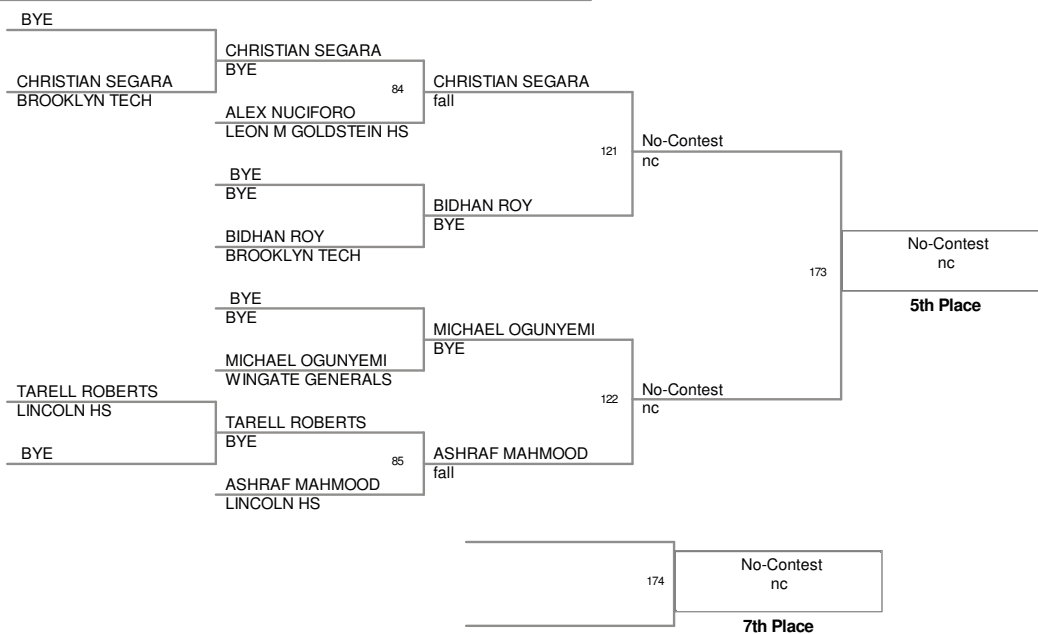 BYE
CHRISTIAN SEGARA
BYE
CHRISTIAN SEGARA
BROOKLYN TECH
84
CHRISTIAN SEGARA
fall
ALEX NUCIFORO
LEON M GOLDSTEIN HS
121
No-Contest
nc
BYE
BYE
BIDHAN ROY
BYE
BIDHAN ROY
BROOKLYN TECH
173
No-Contest
nc
5th Place
BYE
BYE
MICHAEL OGUNYEMI
BYE
MICHAEL OGUNYEMI
WINGATE GENERALS
TARELL ROBERTS
LINCOLN HS
122
No-Contest
nc
TARELL ROBERTS
BYE
BYE
85
ASHRAF MAHMOOD
fall
ASHRAF MAHMOOD
LINCOLN HS
174
No-Contest
nc
7th Place